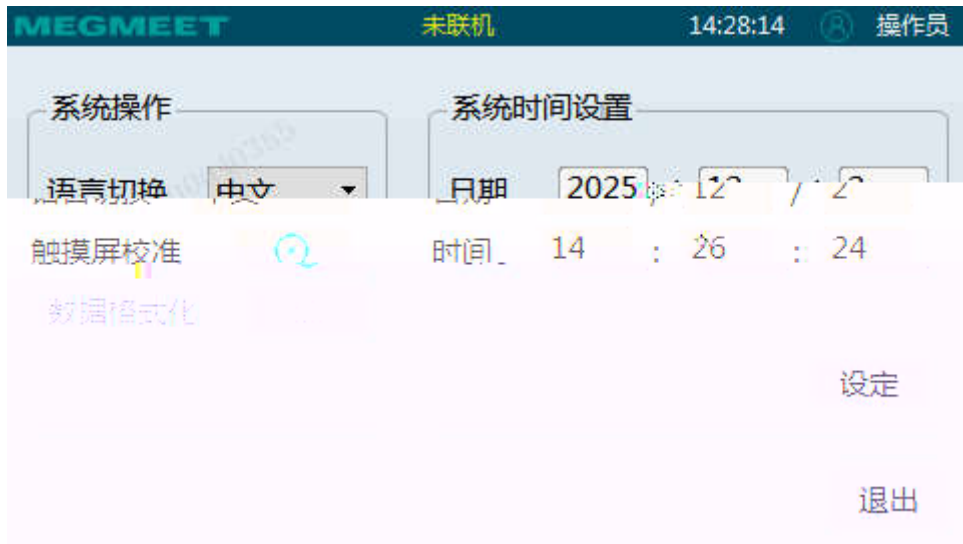 MEGMEET 未联机 14:28:14 操作员
系统操作 系统时间设置
语言切换 中文 日期 2025 / 12 / 2
触摸屏校准 时间 14 : 26 : 24
数据格式化
设定
退出